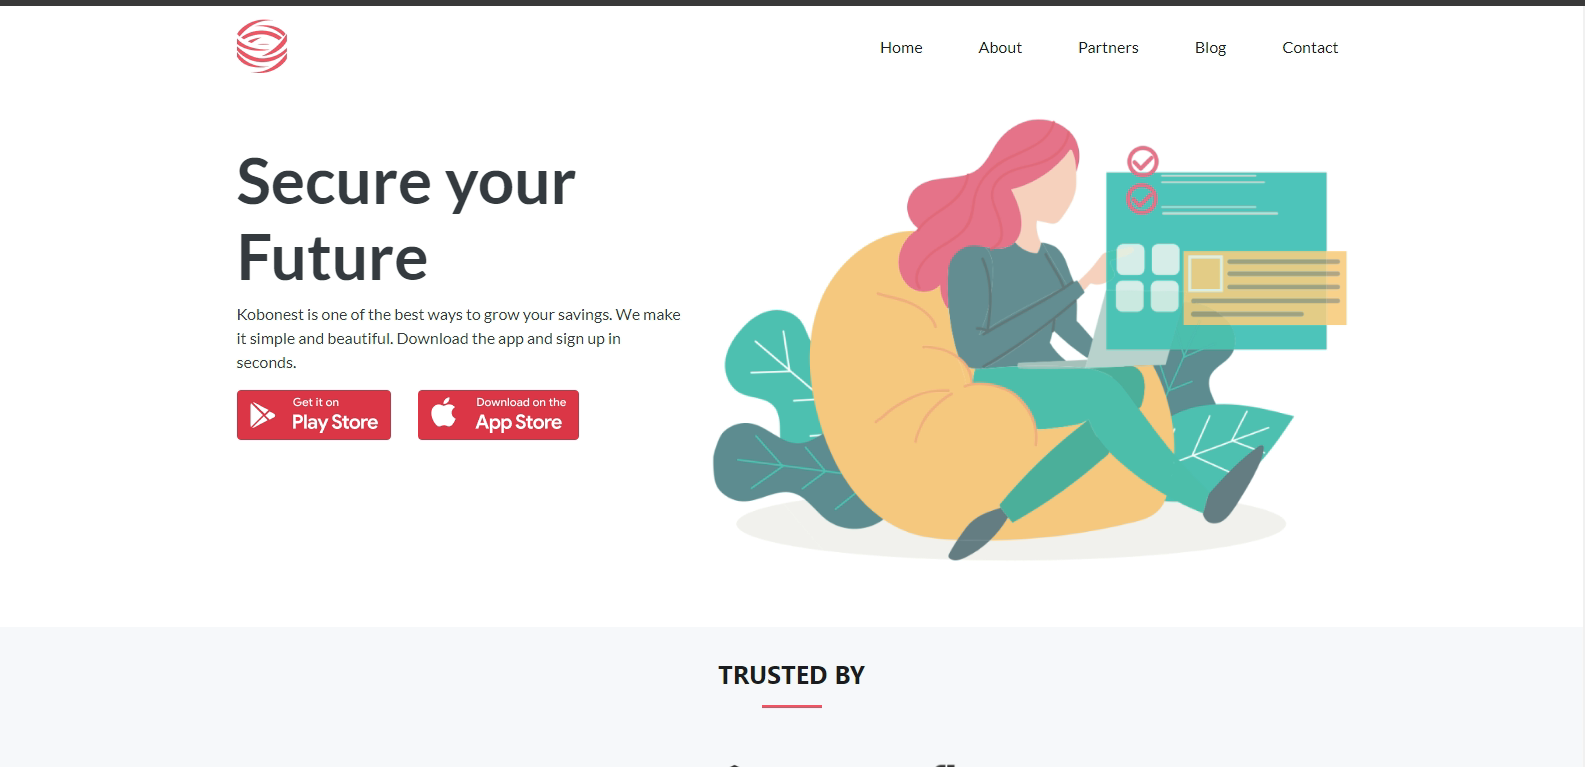 Home About Partners Blog Contact
Secure your
Future
Kobonest is one of the best ways to grow your savings. We make
it simple and beautiful. Download the app and sign up in
seconds.
Get it on
Play Store
Download on the
App Store
TRUSTED BY